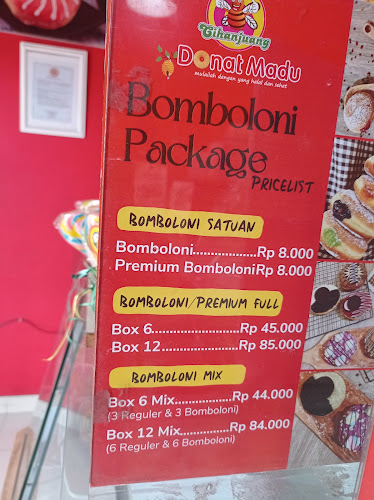 Cihanjuang
Donat Madu
mulailah dengan yang halal dan sehat
Bomboloni
Package
PRICELIST
BOMBOLONI SATUAN
Bomboloni....................Rp 8.000
Premium BomboloniRp 8.000
BOMBOLONI/PREMIUM FULL
Box 6..........................Rp 45.000
Box 12........................Rp 85.000
BOMBOLONI MIX
Box 6 Mix.................Rp 44.000
(3 Reguler & 3 Bomboloni)
Box 12 Mix...............Rp 84.000
(6 Reguler & 6 Bomboloni)